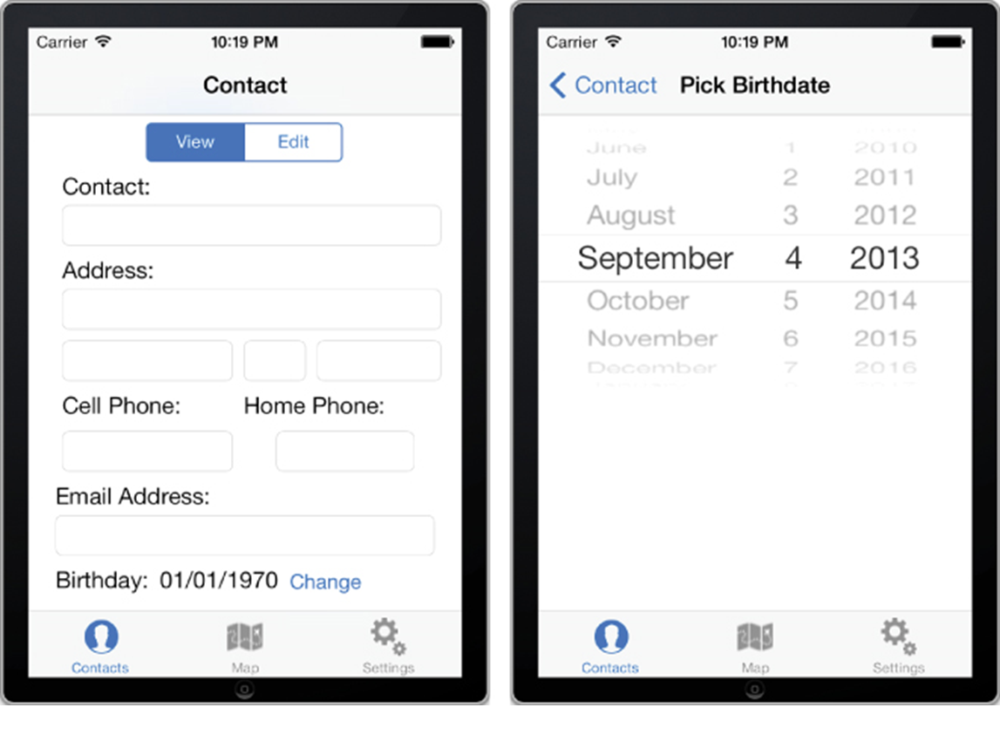 Carrier 10:19 PM
Contact
View Edit
Contact:
Address:
Cell Phone: Home Phone:
Email Address:
Birthday: 01/01/1970 Change
Contacts Map Settings
Carrier 10:19 PM
Contact Pick Birthdate
June 1 2010
July 2 2011
August 3 2012
September 4 2013
October 5 2014
November 6 2015
December 7 2016
Contacts Map Settings